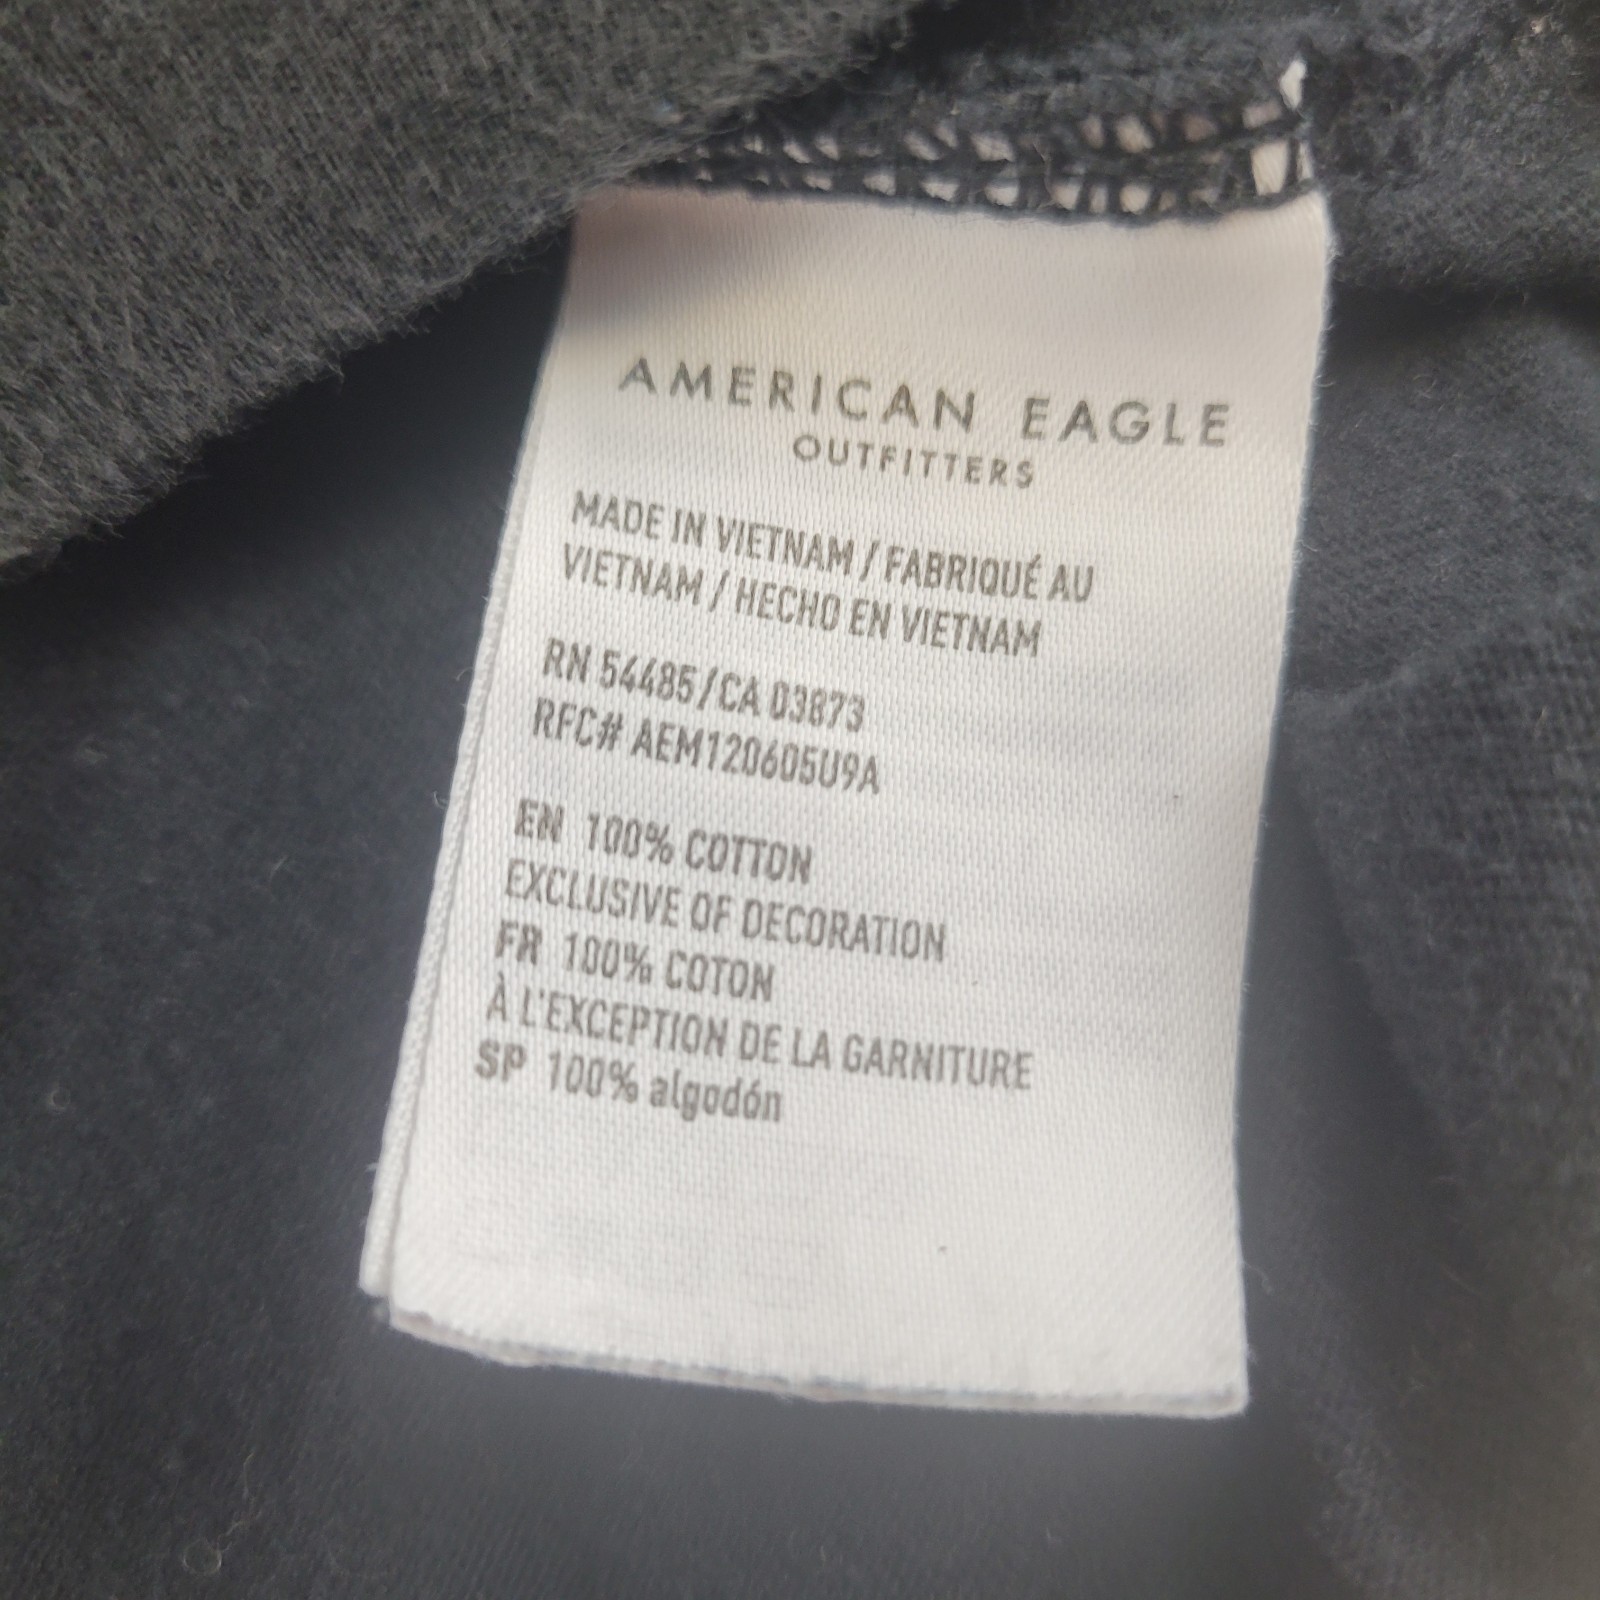 AMERICAN EAGLE
OUTFITTERS
MADE IN VIETNAM / FABRIQUÉ AU
VIETNAM / HECHO EN VIETNAM
RN 54485/CA 03873
RFC# AEM120605U9A
EN 100% COTTON
EXCLUSIVE OF DECORATION
FR 100% COTON
À L'EXCEPTION DE LA GARNITURE
SP 100% algodón